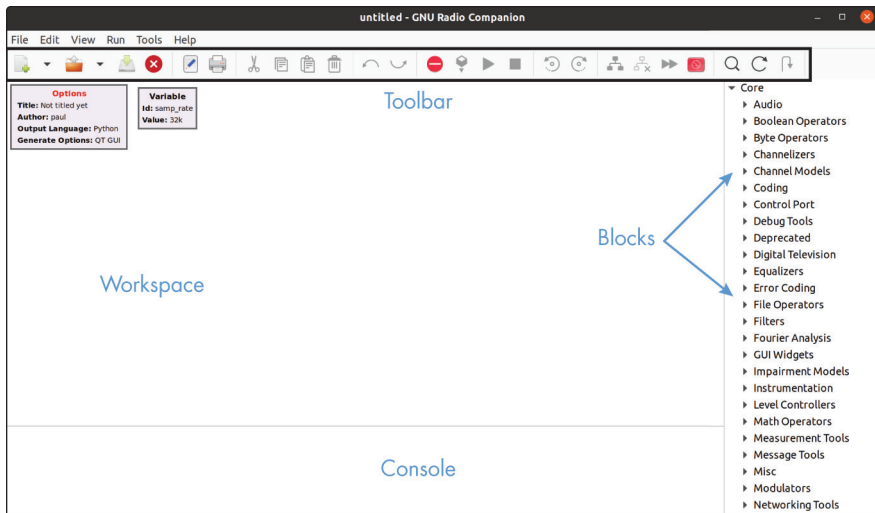 untitled - GNU Radio Companion
File Edit View Run Tools Help
Toolbar
Options
Title: Not titled yet
Author: paul
Output Language: Python
Generate Options: QT GUI
Variable
Id: samp_rate
Value: 32k
Workspace
Console
Blocks
Core
Audio
Boolean Operators
Byte Operators
Channelizers
Channel Models
Coding
Control Port
Debug Tools
Deprecated
Digital Television
Equalizers
Error Coding
File Operators
Filters
Fourier Analysis
GUI Widgets
Impairment Models
Instrumentation
Level Controllers
Math Operators
Measurement Tools
Message Tools
Misc
Modulators
Networking Tools